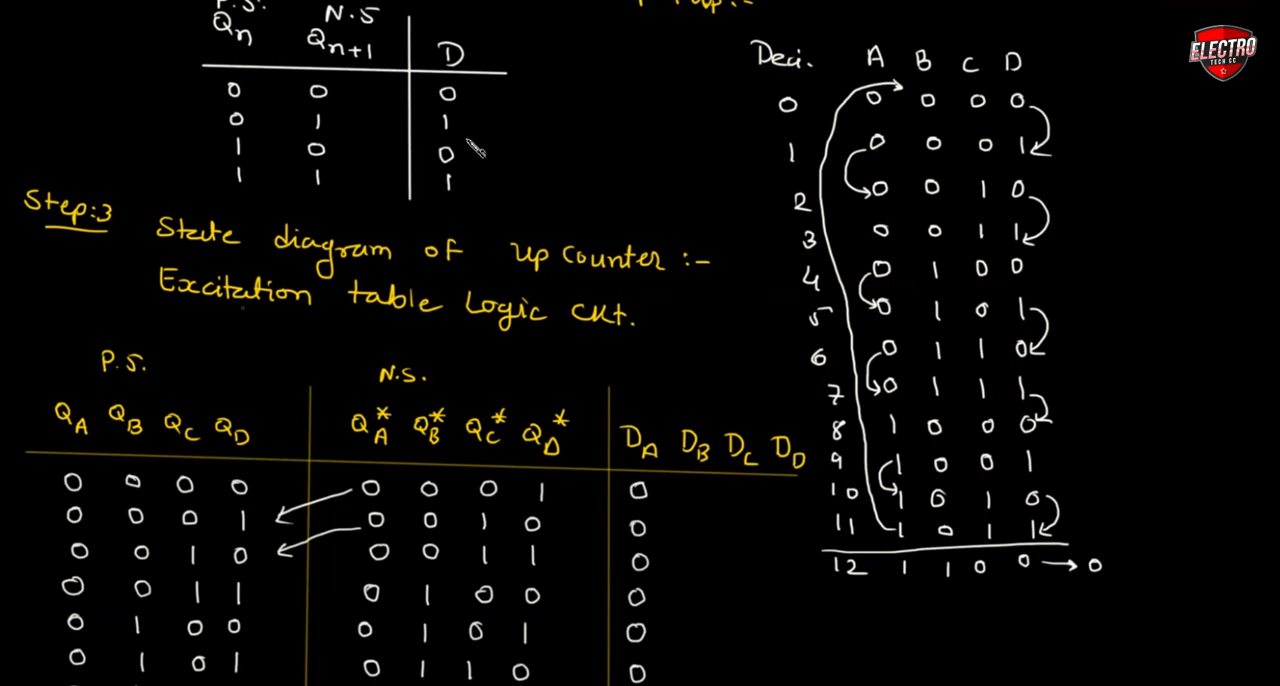 P.S. N.S
Qn Qn+1 D
0 0 0
0 1 1
1 0 0
1 1 1
Step:3 State diagram of up counter :-
Excitation table Logic Ckt.
P.S. N.S.
QA QB QC QD QA* QB* QC* QD* DA DB DC DD
0 0 0 0 0 0 0 1 0
0 0 0 1 0 0 1 0 0
0 0 1 0 0 0 1 1 0
0 0 1 1 0 1 0 0 0
0 1 0 0 0 1 0 1 0
0 1 0 1 0 1 1 0 0
Deci. A B C D
0 0 0 0 0
1 0 0 0 1
2 0 0 1 0
3 0 0 1 1
4 0 1 0 0
5 0 1 0 1
6 0 1 1 0
7 0 1 1 1
8 1 0 0 0
9 1 0 0 1
10 1 0 1 0
11 1 0 1 1
12 1 1 0 0 → 0
ELECTRO
TECH CC